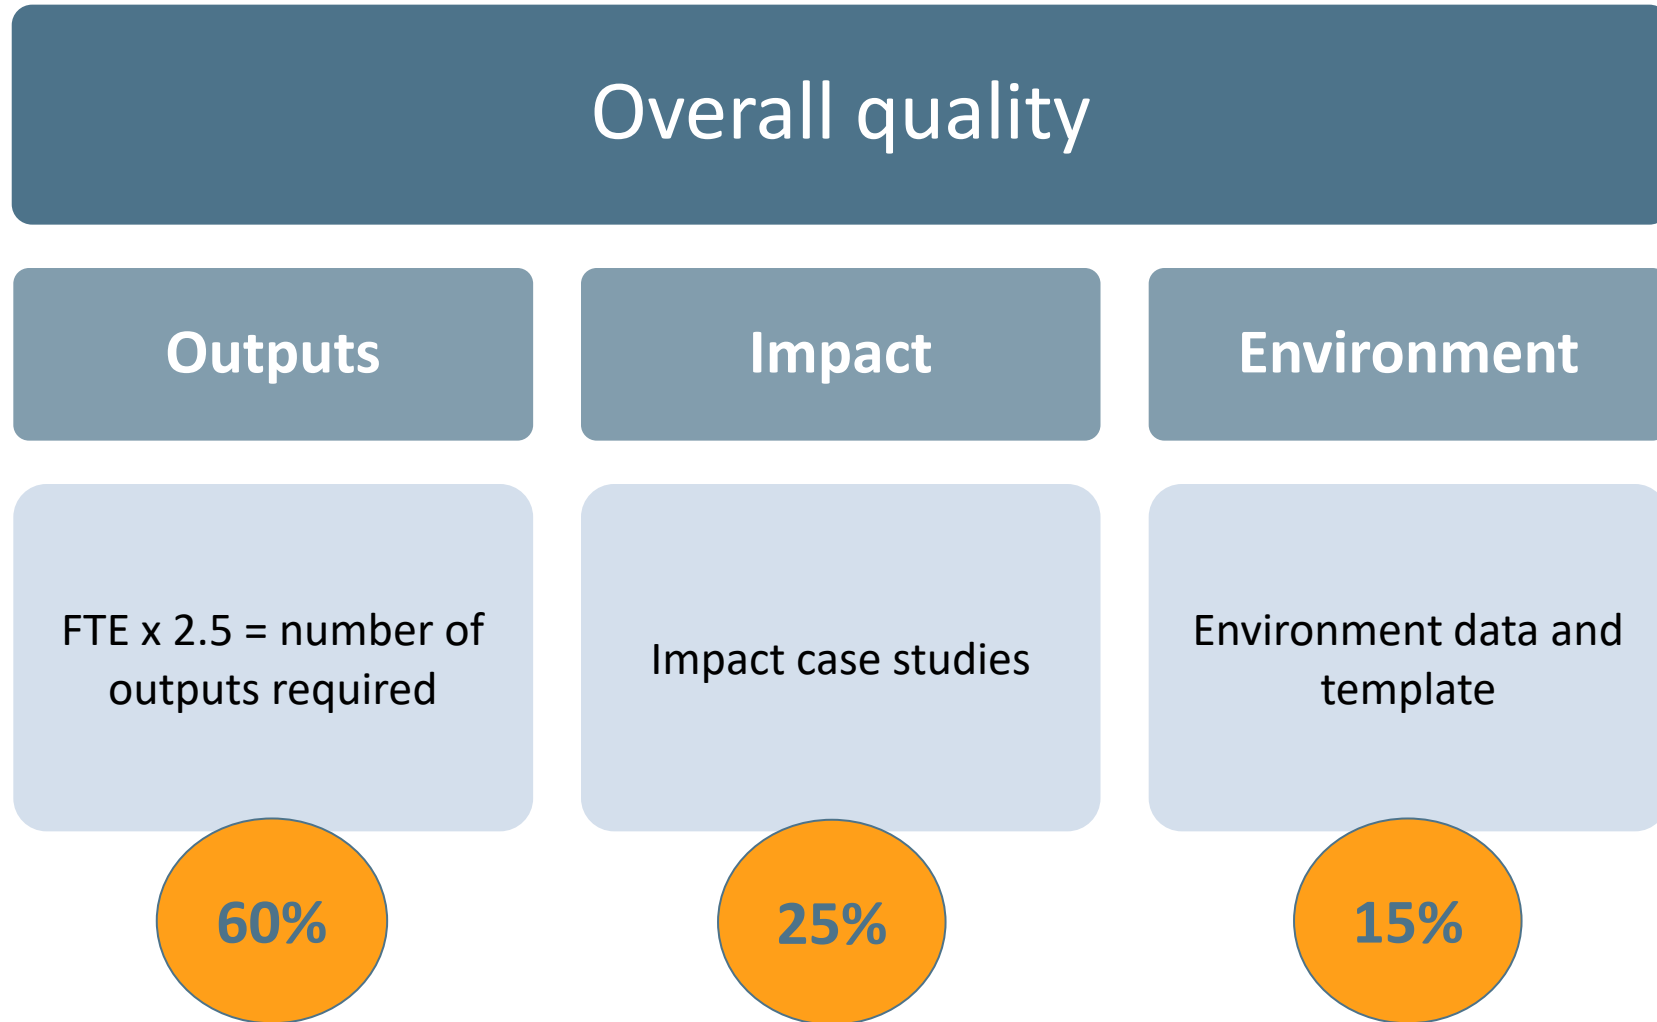 Overall quality
Outputs
Impact
Environment
FTE x 2.5 = number of
outputs required
Impact case studies
Environment data and
template
60%
25%
15%